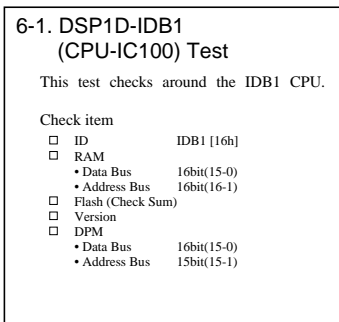 6-1. DSP1D-IDB1
(CPU-IC100) Test
This test checks around the IDB1 CPU.
Check item
□ ID IDB1 [16h]
□ RAM
• Data Bus 16bit(15-0)
• Address Bus 16bit(16-1)
□ Flash (Check Sum)
□ Version
□ DPM
• Data Bus 16bit(15-0)
• Address Bus 15bit(15-1)